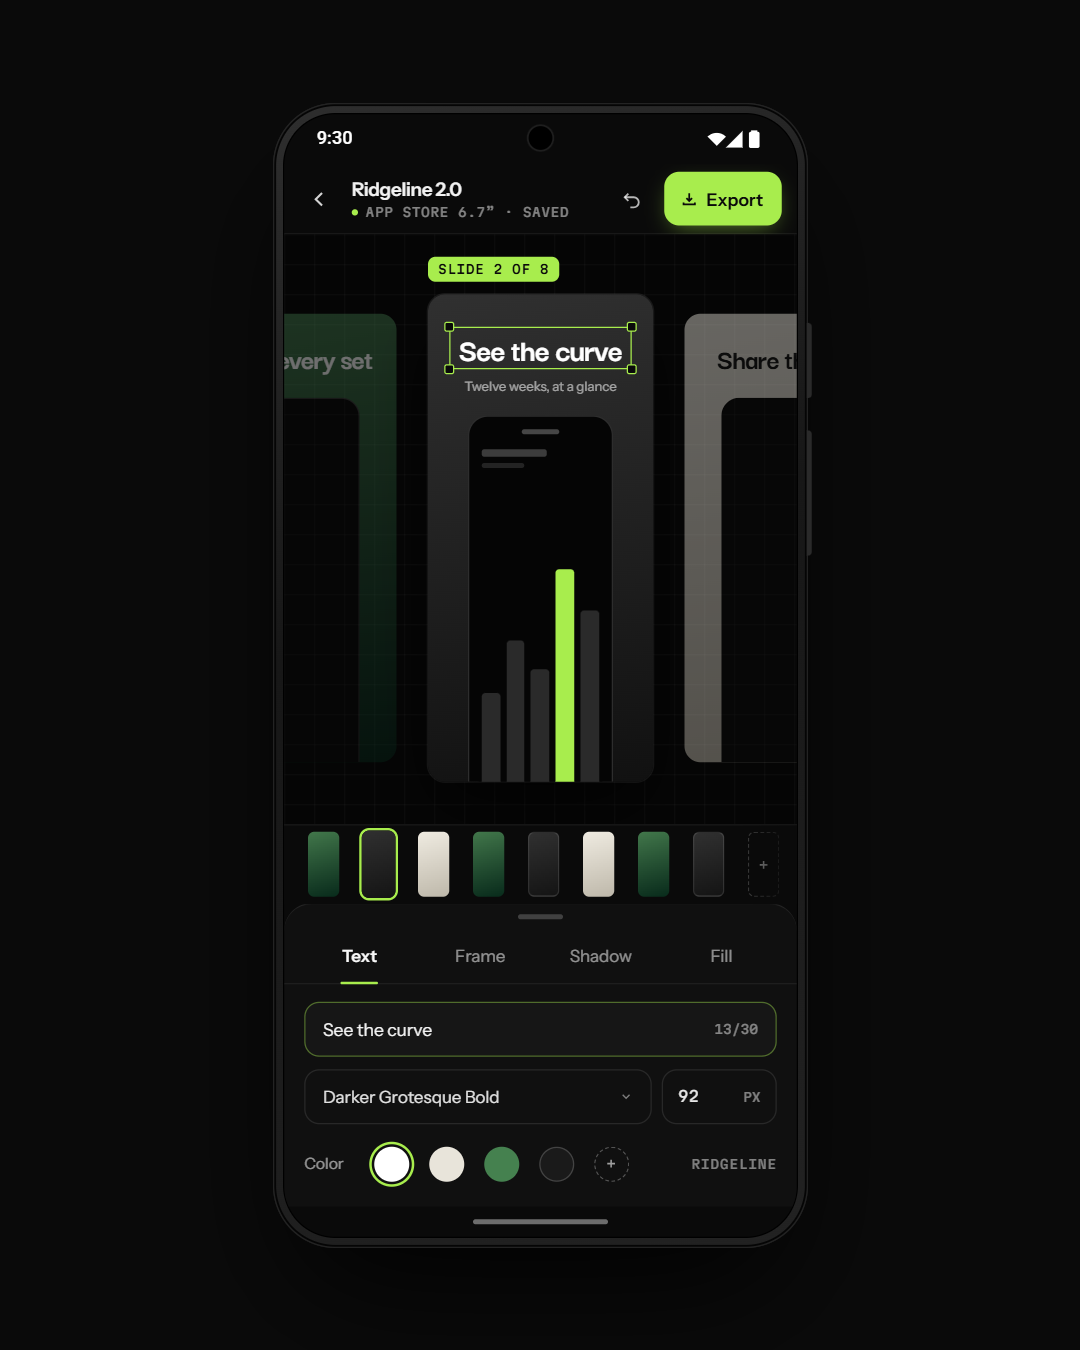 9:30
Ridgeline 2.0
APP STORE 6.7” · SAVED
Export
SLIDE 2 OF 8
every set
See the curve
Twelve weeks, at a glance
Share th
Text
Frame
Shadow
Fill
See the curve
13/30
Darker Grotesque Bold
92
PX
Color
RIDGELINE